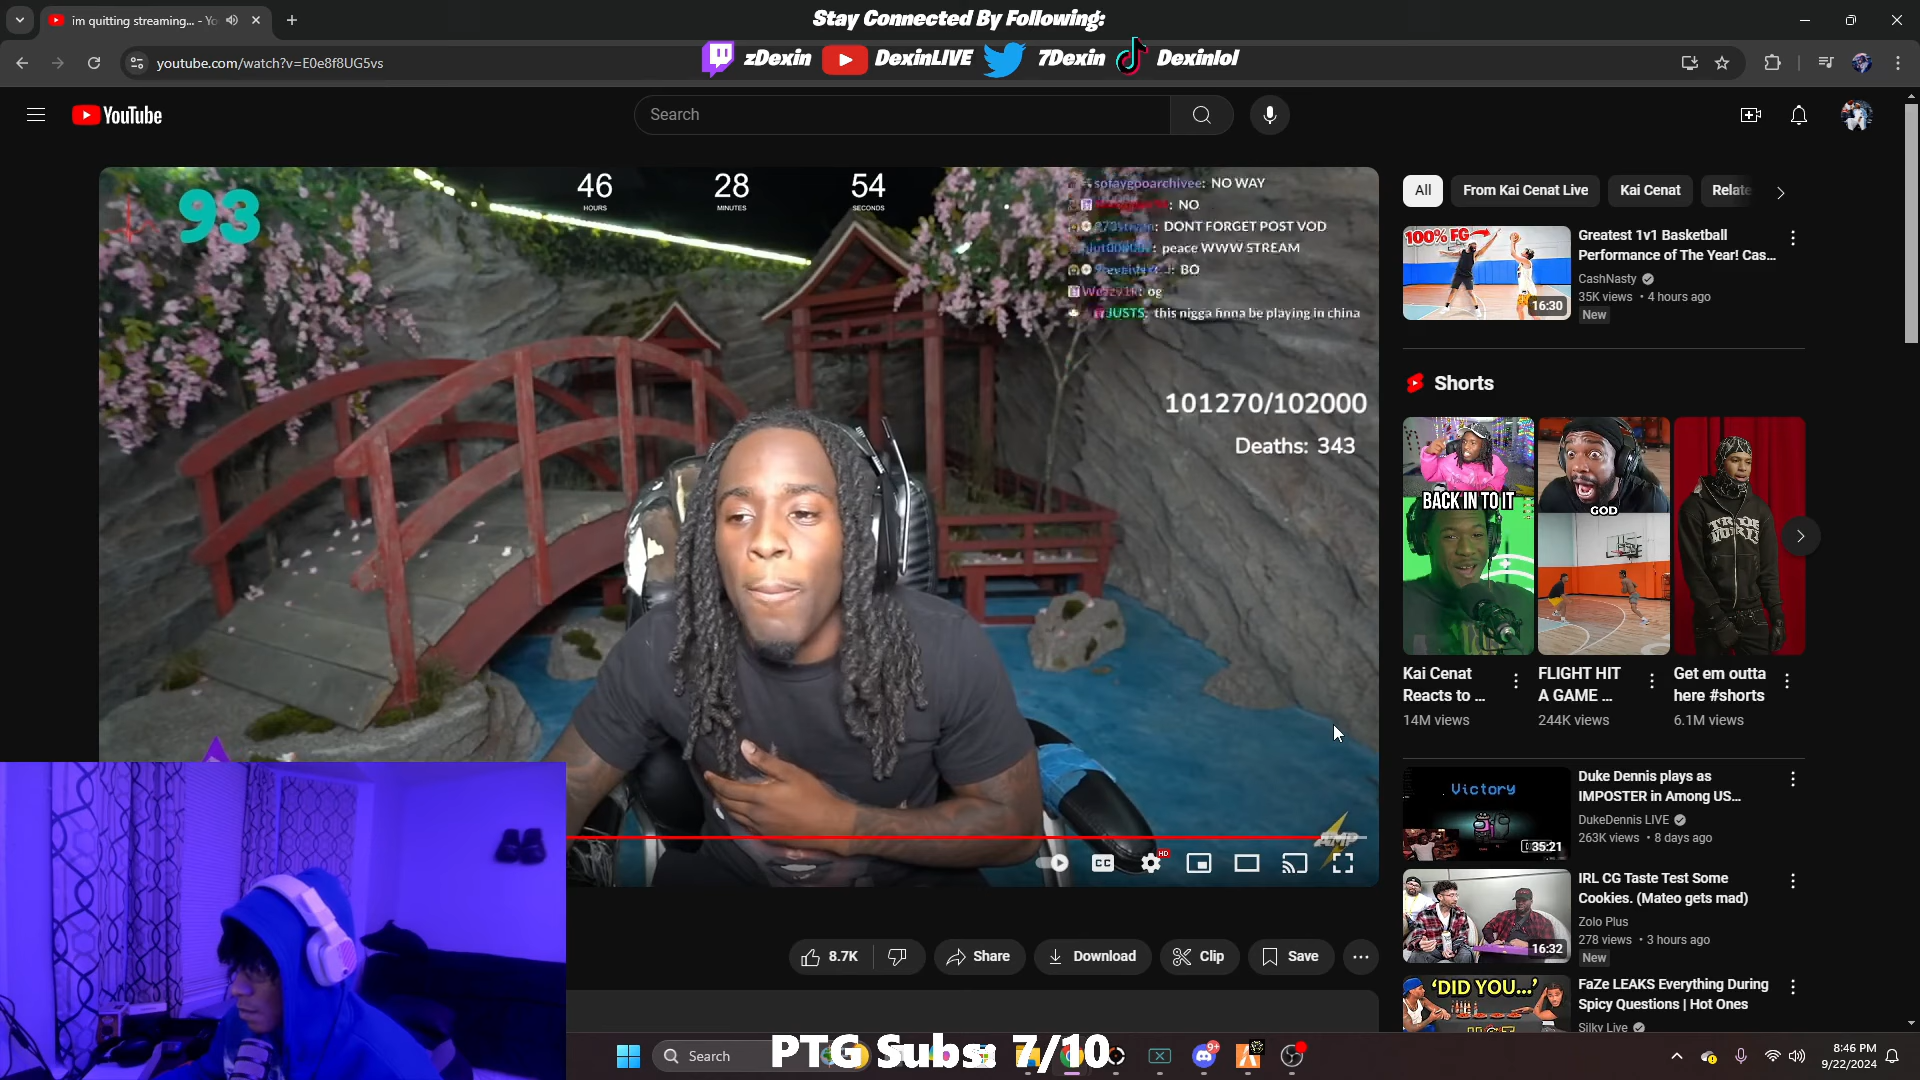 im quitting streaming... - Yo
Stay Connected By Following:
zDexin DexinLIVE 7Dexin Dexinlol
youtube.com/watch?v=E0e8f8UG5vs
YouTube
Search
93
46 28 54
HOURS MINUTES SECONDS
sofaygooarchivee: NO WAY
: NO
DONT FORGET POST VOD
peace WWW STREAM
BO
og
JUSTS: this nigga finna be playing in china
101270/102000
Deaths: 343
AMP
CC
HD
8.7K
Share
Download
Clip
Save
All
From Kai Cenat Live
Kai Cenat
Relate
100% FG
16:30
Greatest 1v1 Basketball
Performance of The Year! Cas...
CashNasty
35K views • 4 hours ago
New
Shorts
BACK IN TO IT
GOD
Kai Cenat
Reacts to ...
14M views
FLIGHT HIT
A GAME ...
244K views
Get em outta
here #shorts
6.1M views
Victory
35:21
Duke Dennis plays as
IMPOSTER in Among US...
DukeDennis LIVE
263K views • 8 days ago
16:32
IRL CG Taste Test Some
Cookies. (Mateo gets mad)
Zolo Plus
278 views • 3 hours ago
New
'DID YOU...'
FaZe LEAKS Everything During
Spicy Questions | Hot Ones
Silky Live
PTG Subs: 7/10
Search
9+
8:46 PM
9/22/2024